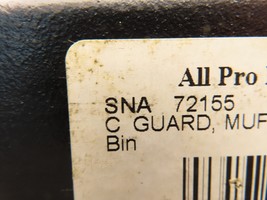 All Pro
SNA 72155
C GUARD, MUF
Bin